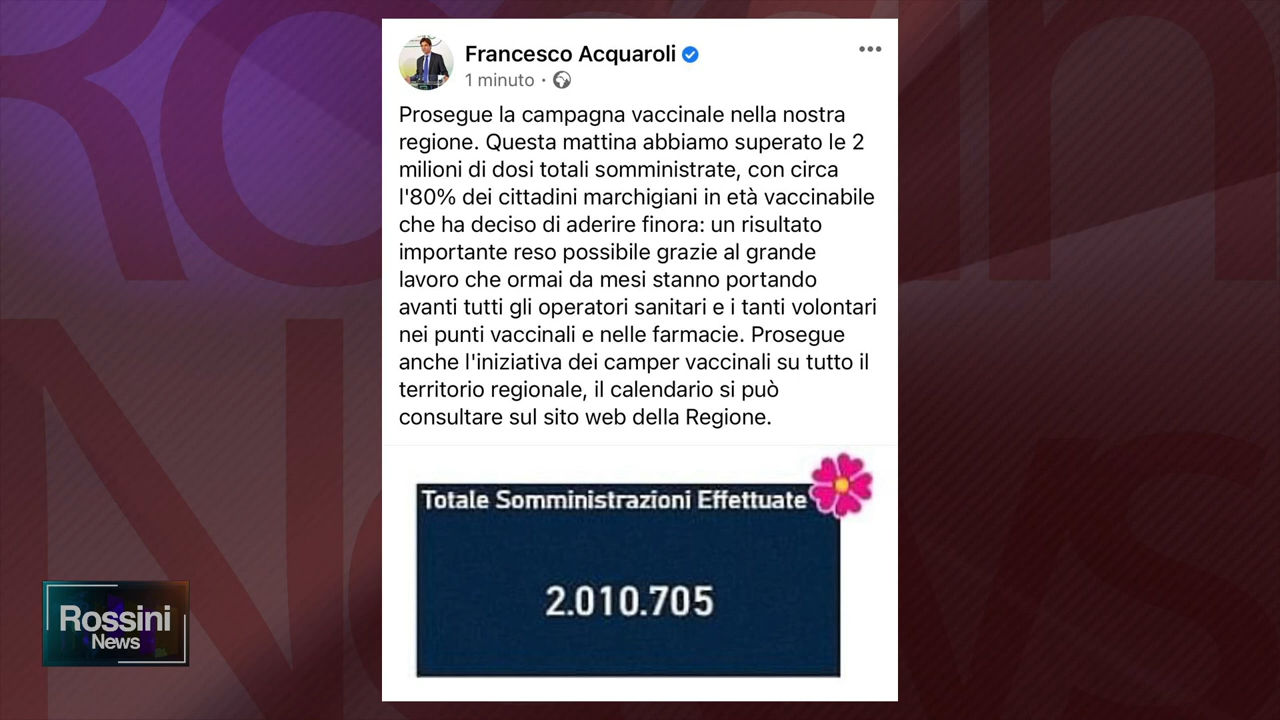 Francesco Acquaroli
1 minuto ·
Prosegue la campagna vaccinale nella nostra
regione. Questa mattina abbiamo superato le 2
milioni di dosi totali somministrate, con circa
l'80% dei cittadini marchigiani in età vaccinabile
che ha deciso di aderire finora: un risultato
importante reso possibile grazie al grande
lavoro che ormai da mesi stanno portando
avanti tutti gli operatori sanitari e i tanti volontari
nei punti vaccinali e nelle farmacie. Prosegue
anche l'iniziativa dei camper vaccinali su tutto il
territorio regionale, il calendario si può
consultare sul sito web della Regione.
Totale Somministrazioni Effettuate
2.010.705
Rossini
News